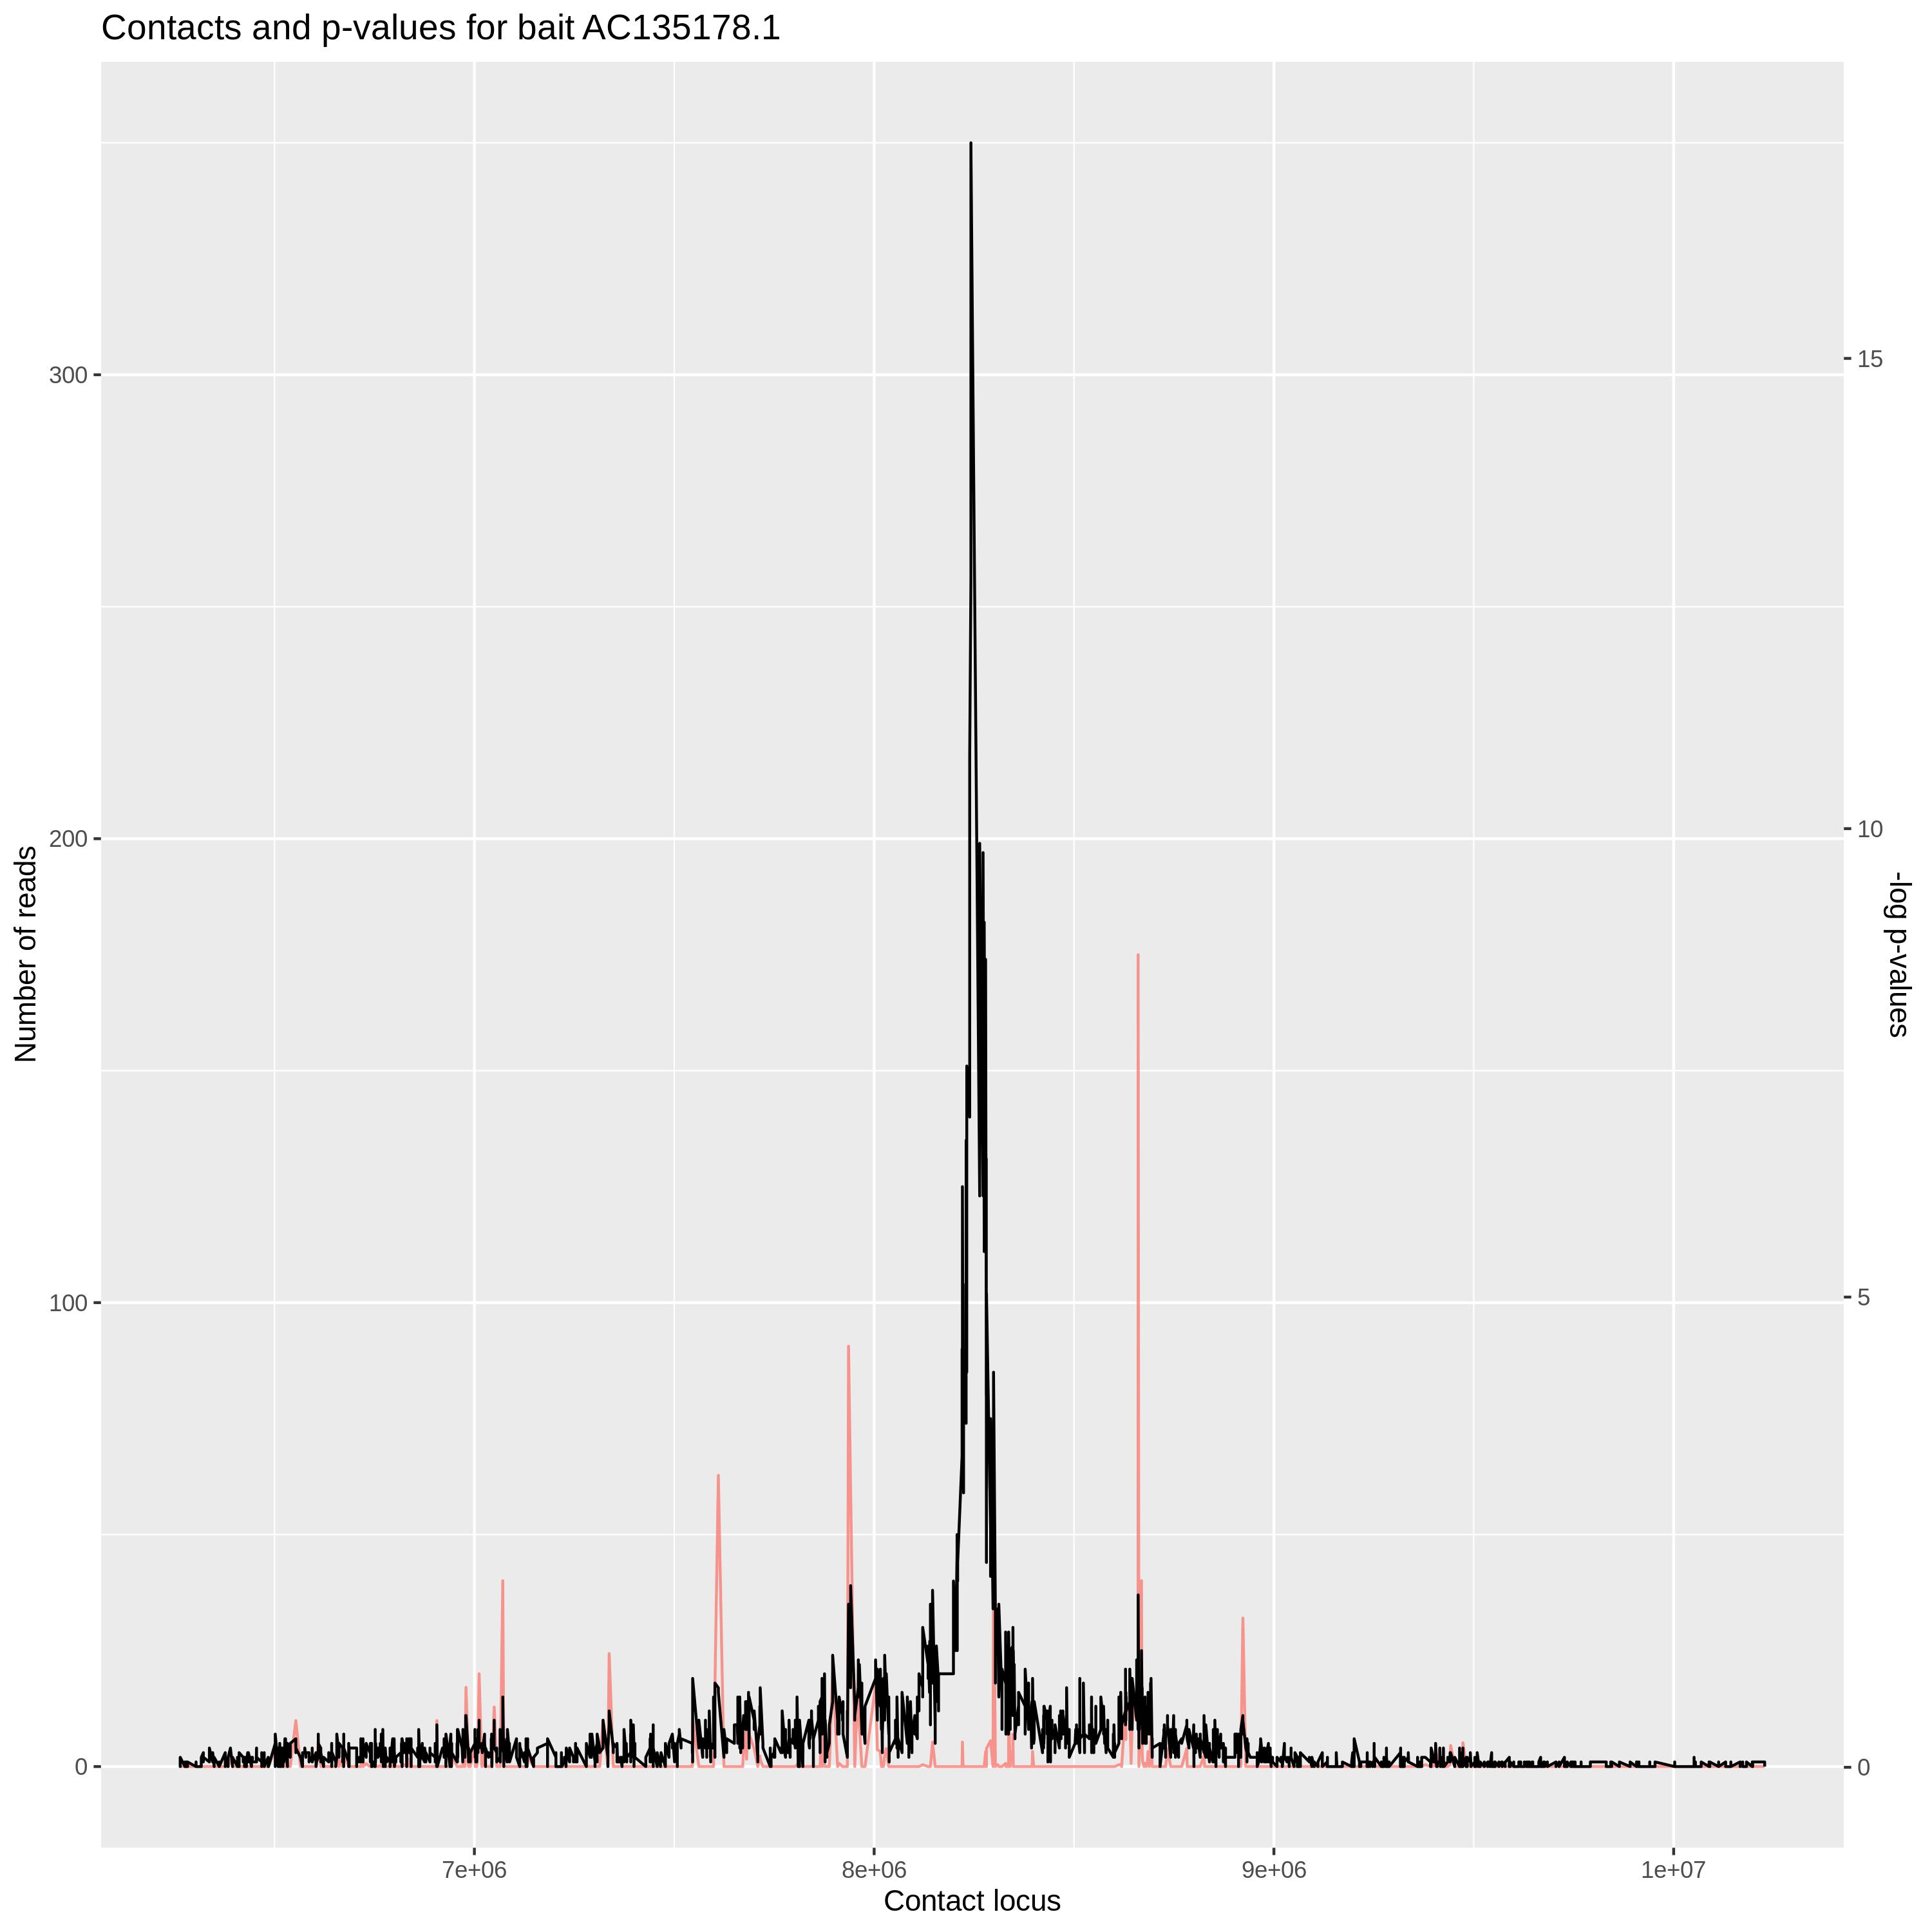 Contacts and p-values for bait AC135178.1
300
200
100
0
Number of reads
15
10
5
0
-log p-values
7e+06
8e+06
9e+06
1e+07
Contact locus